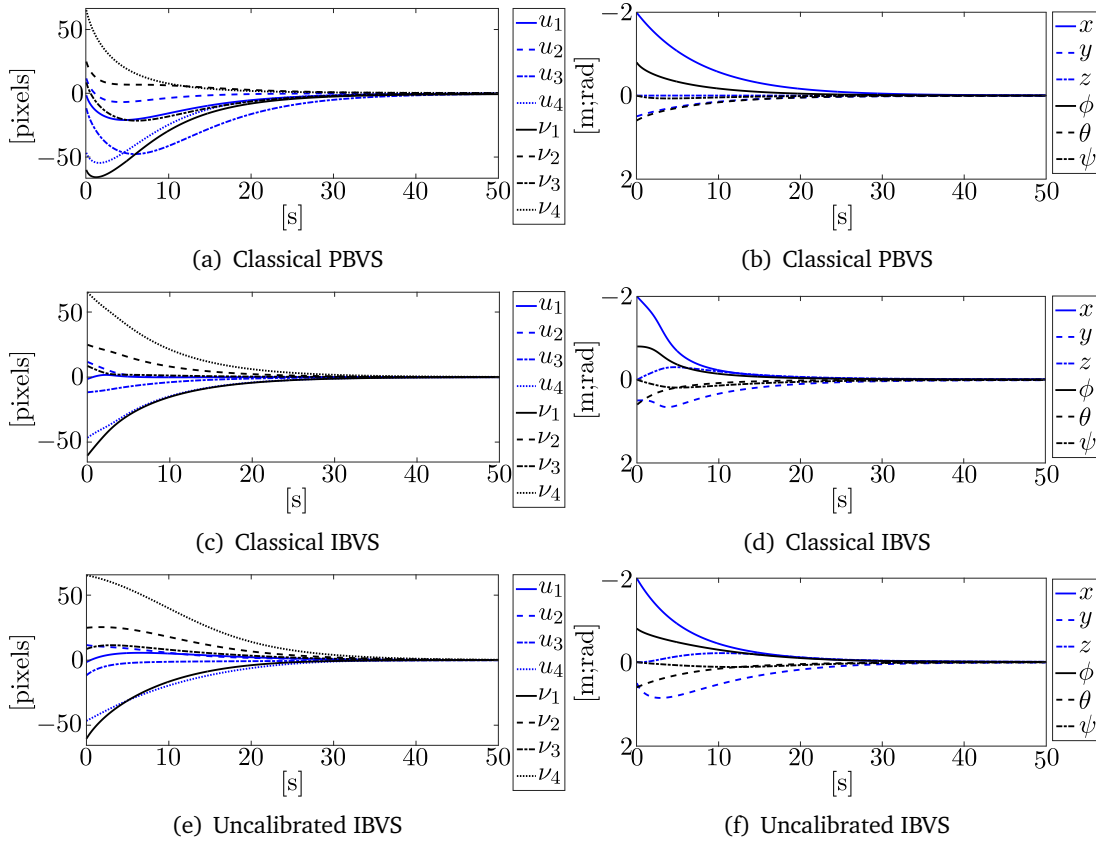 50
0
−50
[pixels]
0 10 20 30 40 50
[s]
u1
u2
u3
u4
ν1
ν2
ν3
ν4
(a) Classical PBVS
−2
0
2
[m;rad]
0 10 20 30 40 50
[s]
x
y
z
ϕ
θ
ψ
(b) Classical PBVS
50
0
−50
[pixels]
0 10 20 30 40 50
[s]
u1
u2
u3
u4
ν1
ν2
ν3
ν4
(c) Classical IBVS
−2
0
2
[m;rad]
0 10 20 30 40 50
[s]
x
y
z
ϕ
θ
ψ
(d) Classical IBVS
50
0
−50
[pixels]
0 10 20 30 40 50
[s]
u1
u2
u3
u4
ν1
ν2
ν3
ν4
(e) Uncalibrated IBVS
−2
0
2
[m;rad]
0 10 20 30 40 50
[s]
x
y
z
ϕ
θ
ψ
(f) Uncalibrated IBVS